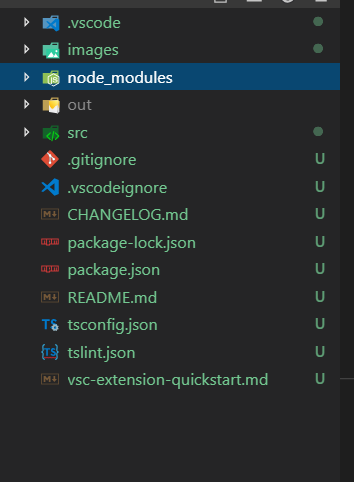 .vscode
images
node_modules
out
src
.gitignore U
.vscodeignore U
CHANGELOG.md U
package-lock.json U
package.json U
README.md U
tsconfig.json U
tslint.json U
vsc-extension-quickstart.md U